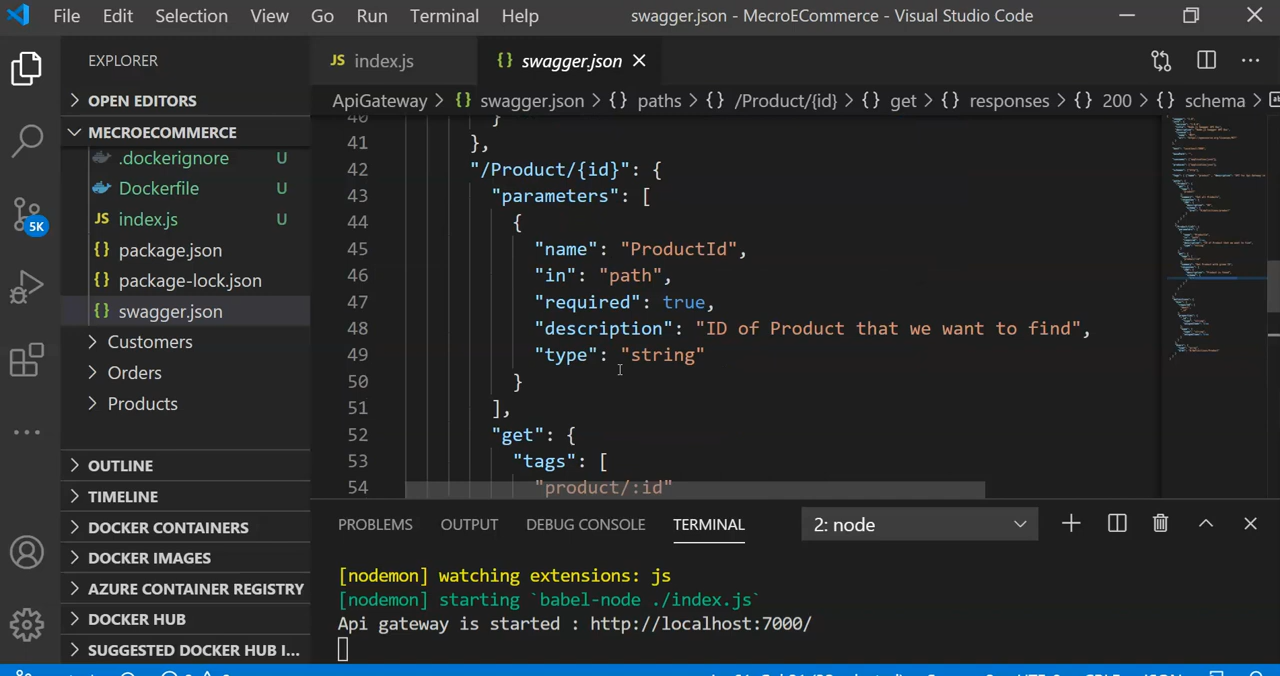 File Edit Selection View Go Run Terminal Help swagger.json - MecroECommerce - Visual Studio Code
EXPLORER
JS index.js
{} swagger.json
OPEN EDITORS
ApiGateway > {} swagger.json > {} paths > {} /Product/{id} > {} get > {} responses > {} 200 > {} schema >
MECROECOMMERCE
.dockerignore U
Dockerfile U
JS index.js U
{} package.json
{} package-lock.json
{} swagger.json
Customers
Orders
Products
OUTLINE
TIMELINE
DOCKER CONTAINERS
DOCKER IMAGES
AZURE CONTAINER REGISTRY
DOCKER HUB
SUGGESTED DOCKER HUB I...
5K
40 }
41 },
42 "/Product/{id}": {
43 "parameters": [
44 {
45 "name": "ProductId",
46 "in": "path",
47 "required": true,
48 "description": "ID of Product that we want to find",
49 "type": "string"
50 }
51 ],
52 "get": {
53 "tags": [
54 "product/:id"
PROBLEMS OUTPUT DEBUG CONSOLE TERMINAL 2: node
[nodemon] watching extensions: js
[nodemon] starting `babel-node ./index.js`
Api gateway is started : http://localhost:7000/